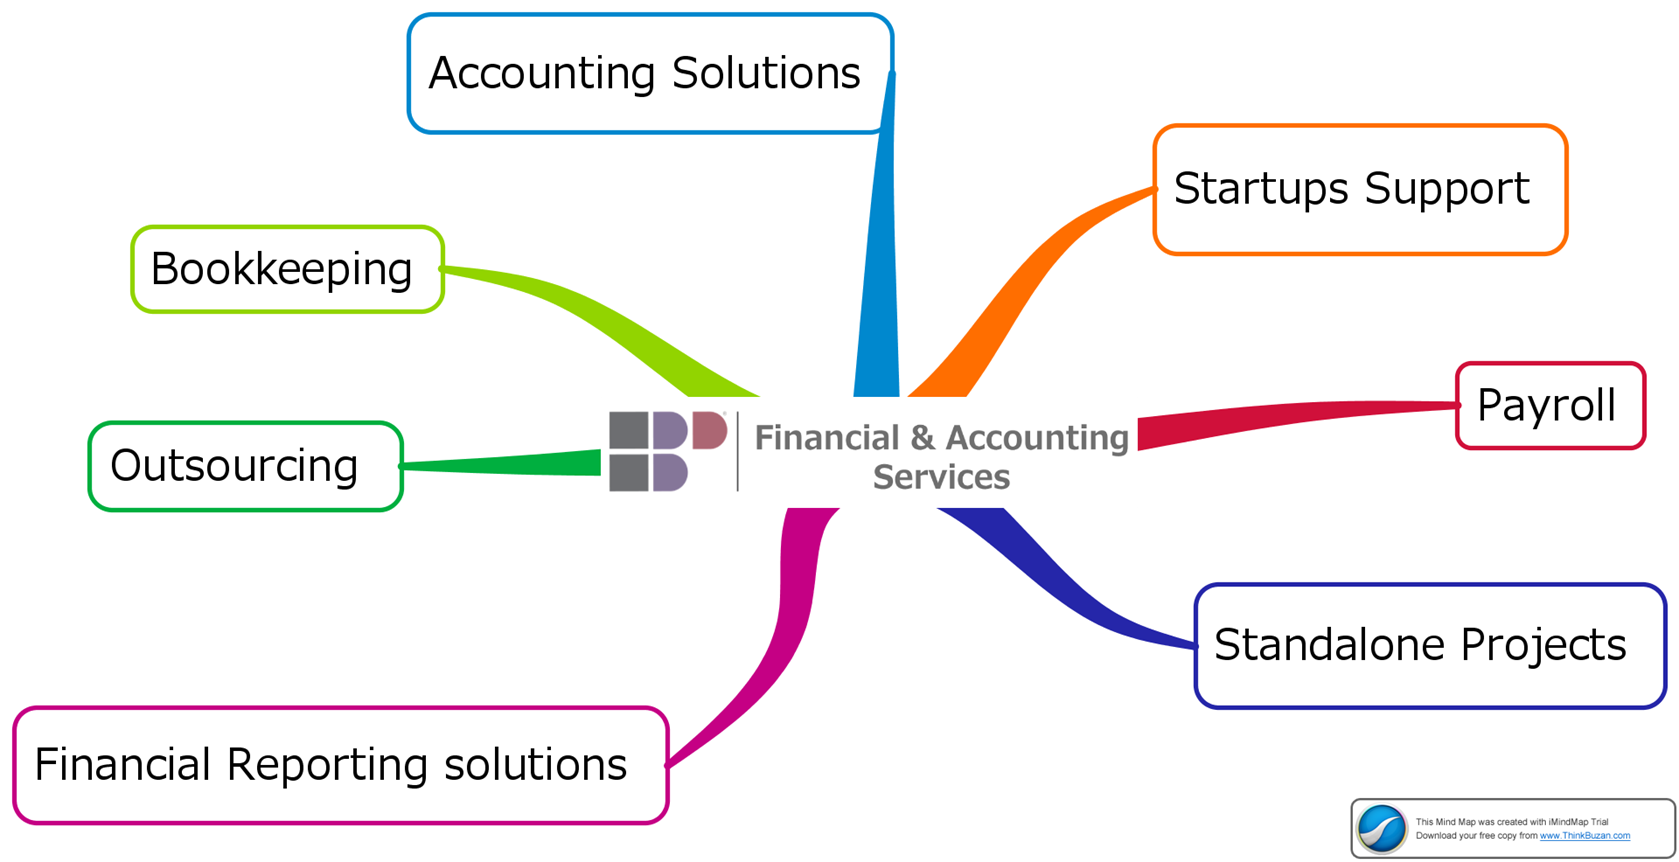 Accounting Solutions
Startups Support
Bookkeeping
Payroll
Financial & Accounting
Services
Outsourcing
Standalone Projects
Financial Reporting solutions
This Mind Map was created with iMindMap Trial
Download your free copy from www.ThinkBuzan.com